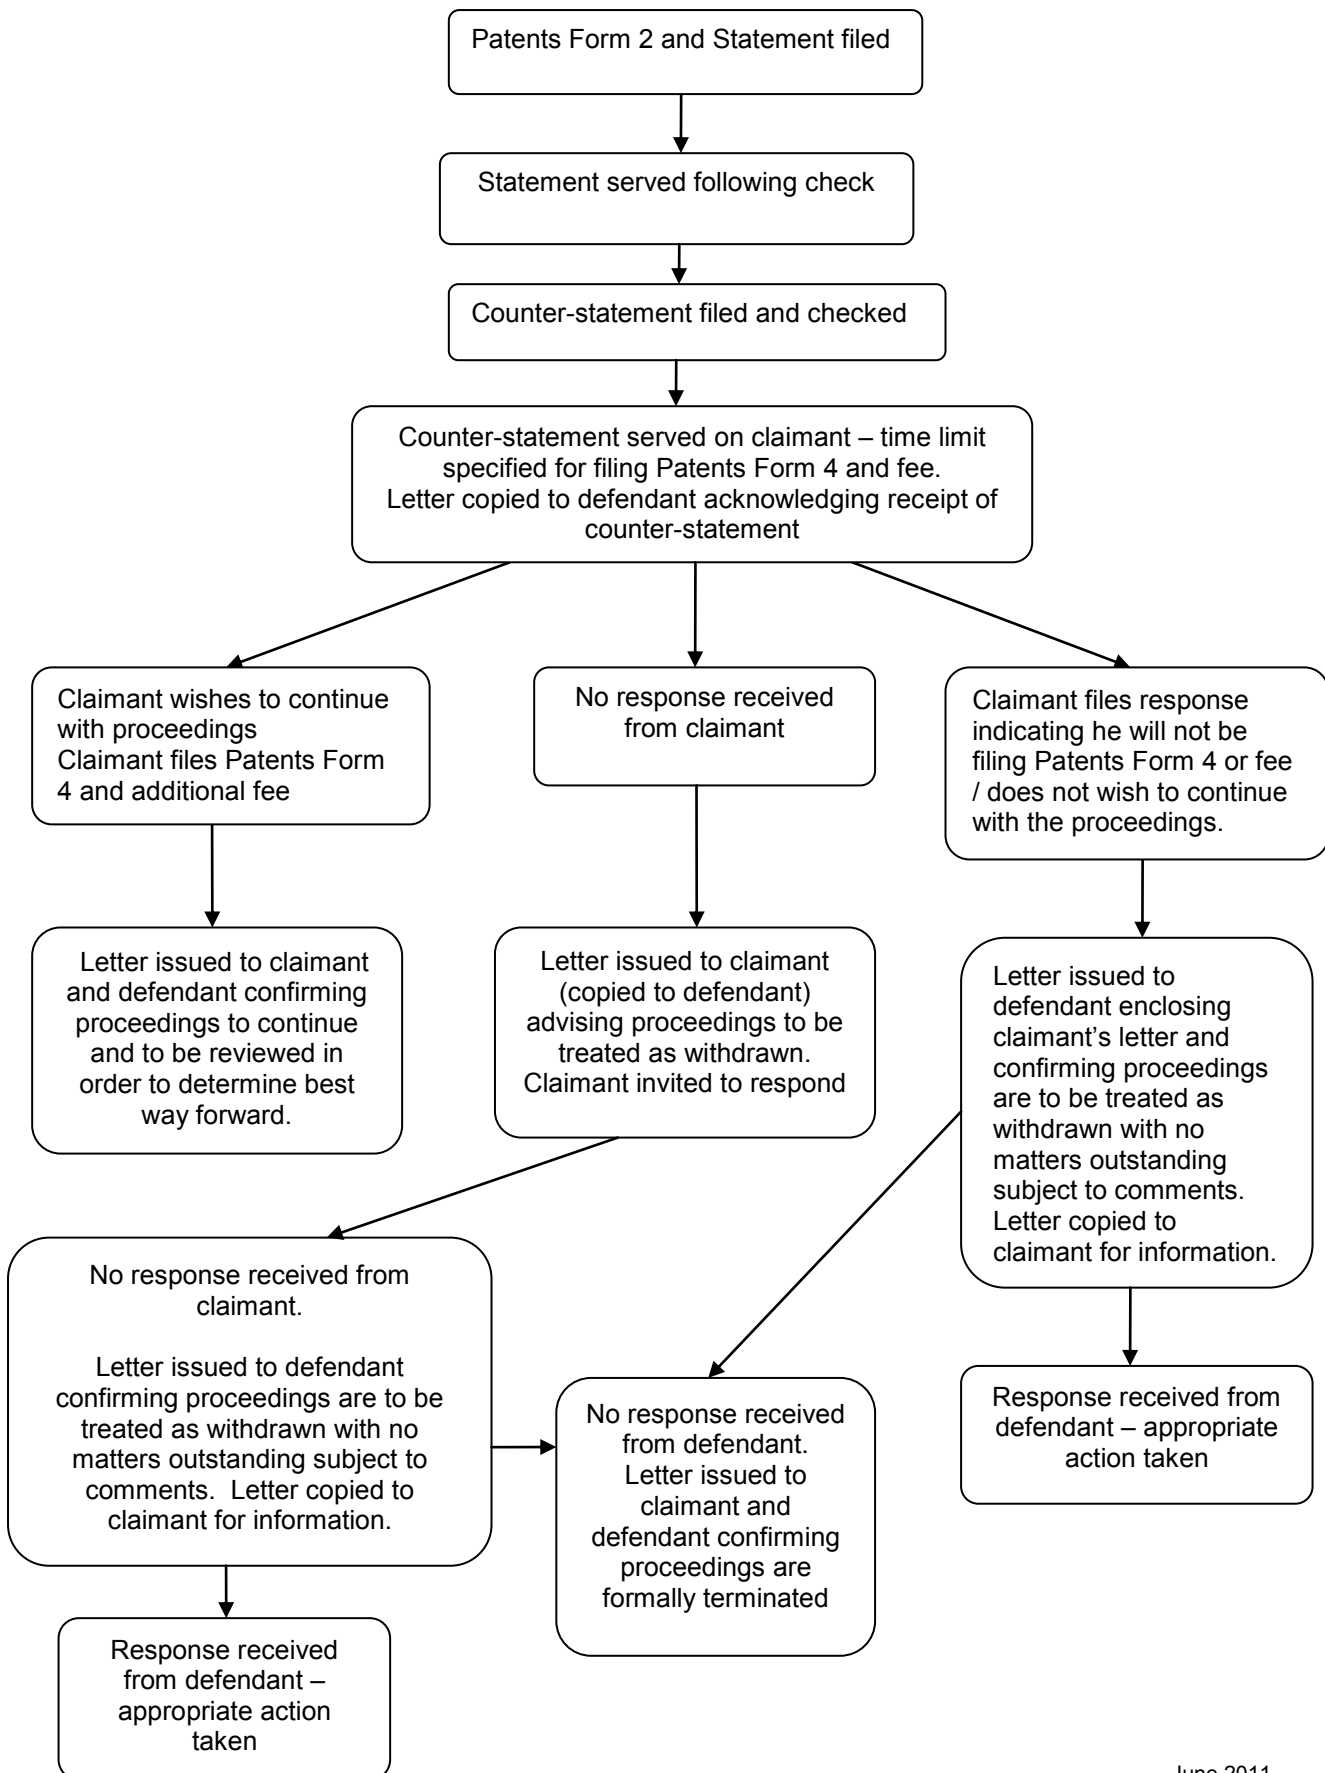 Patents Form 2 and Statement filed
Statement served following check
Counter-statement filed and checked
Counter-statement served on claimant – time limit
specified for filing Patents Form 4 and fee.
Letter copied to defendant acknowledging receipt of
counter-statement
Claimant wishes to continue
with proceedings
Claimant files Patents Form
4 and additional fee
No response received
from claimant
Claimant files response
indicating he will not be
filing Patents Form 4 or fee
/ does not wish to continue
with the proceedings.
Letter issued to claimant
and defendant confirming
proceedings to continue
and to be reviewed in
order to determine best
way forward.
Letter issued to claimant
(copied to defendant)
advising proceedings to be
treated as withdrawn.
Claimant invited to respond
Letter issued to
defendant enclosing
claimant’s letter and
confirming proceedings
are to be treated as
withdrawn with no
matters outstanding
subject to comments.
Letter copied to
claimant for information.
No response received from
claimant.
Letter issued to defendant
confirming proceedings are to be
treated as withdrawn with no
matters outstanding subject to
comments.  Letter copied to
claimant for information.
No response received
from defendant.
Letter issued to
claimant and
defendant confirming
proceedings are
formally terminated
Response received from
defendant – appropriate
action taken
Response received
from defendant –
appropriate action
taken
June 2011